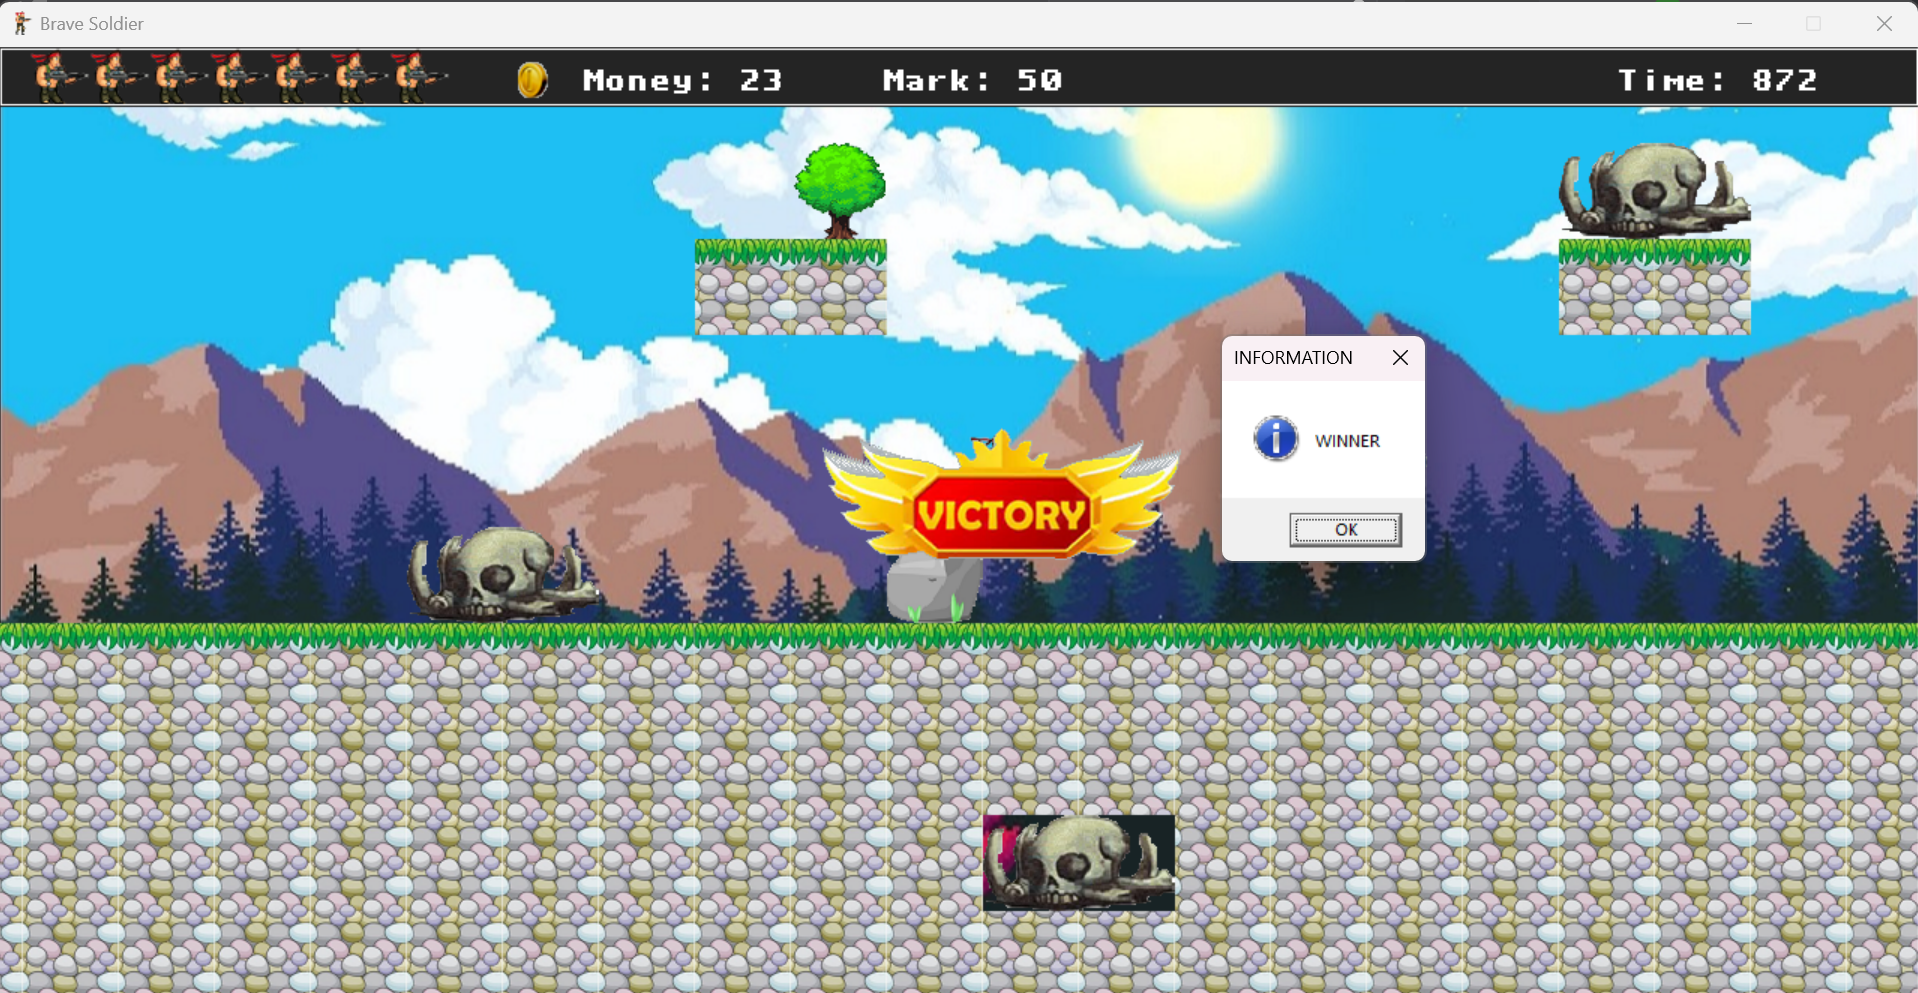 Brave Soldier
Money: 23
Mark: 50
Time: 872
INFORMATION
WINNER
OK
VICTORY